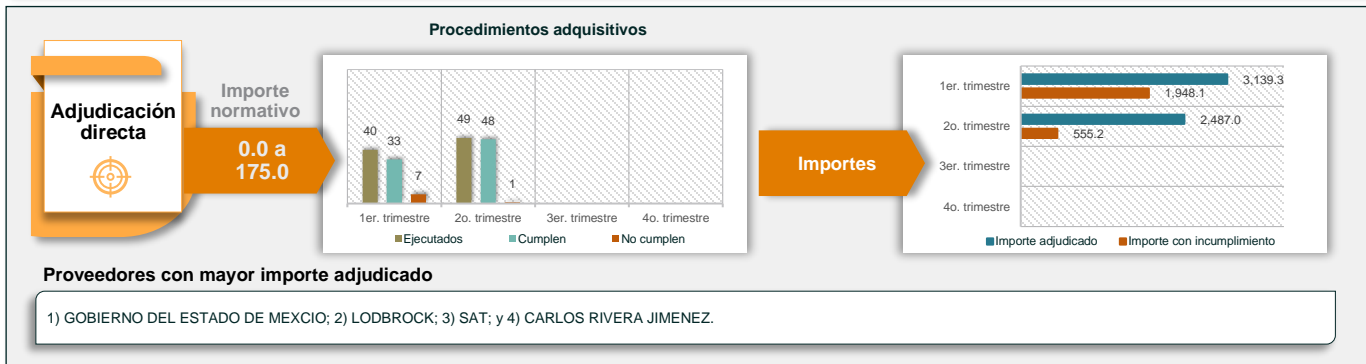 Procedimientos adquisitivos
Adjudicación
directa
Importe
normativo
0.0 a
175.0
40
33
7
49
48
1
1er. trimestre
2o. trimestre
3er. trimestre
4o. trimestre
Ejecutados
Cumplen
No cumplen
Importes
1er. trimestre
3,139.3
1,948.1
2o. trimestre
2,487.0
555.2
3er. trimestre
4o. trimestre
Importe adjudicado
Importe con incumplimiento
Proveedores con mayor importe adjudicado
1) GOBIERNO DEL ESTADO DE MEXCIO; 2) LODBROCK; 3) SAT; y 4) CARLOS RIVERA JIMENEZ.